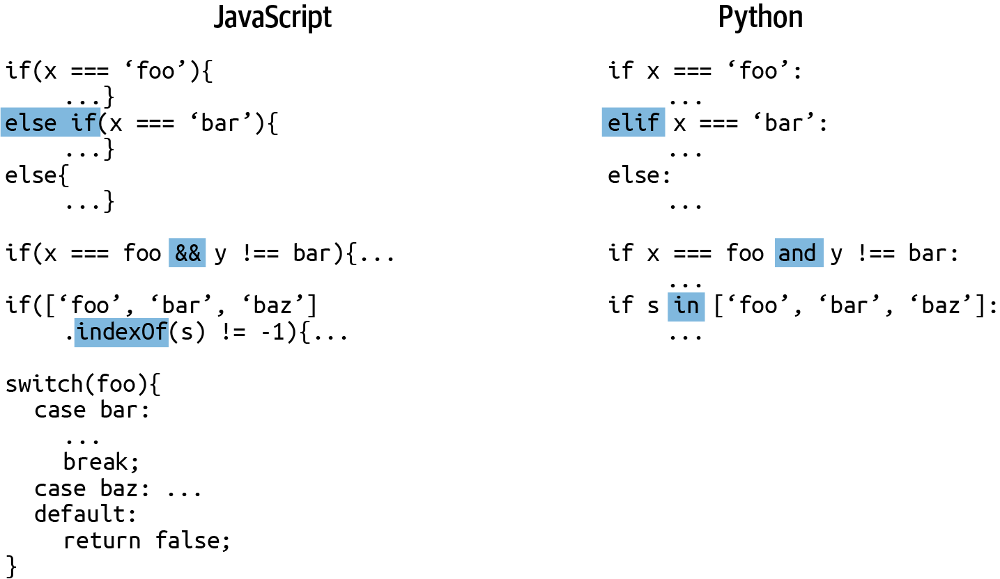 JavaScript
if(x === ‘foo’){
...}
else if(x === ‘bar’){
...}
else{
...}
if(x === foo && y !== bar){...
if([‘foo’, ‘bar’, ‘baz’]
.indexOf(s) != -1){...
switch(foo){
case bar:
...
break;
case baz: ...
default:
return false;
}
Python
if x === ‘foo’:
...
elif x === ‘bar’:
...
else:
...
if x === foo and y !== bar:
...
if s in [‘foo’, ‘bar’, ‘baz’]:
...